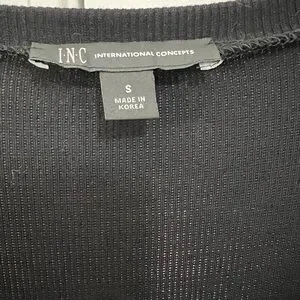 I·N·C INTERNATIONAL CONCEPTS
S
MADE IN
KOREA